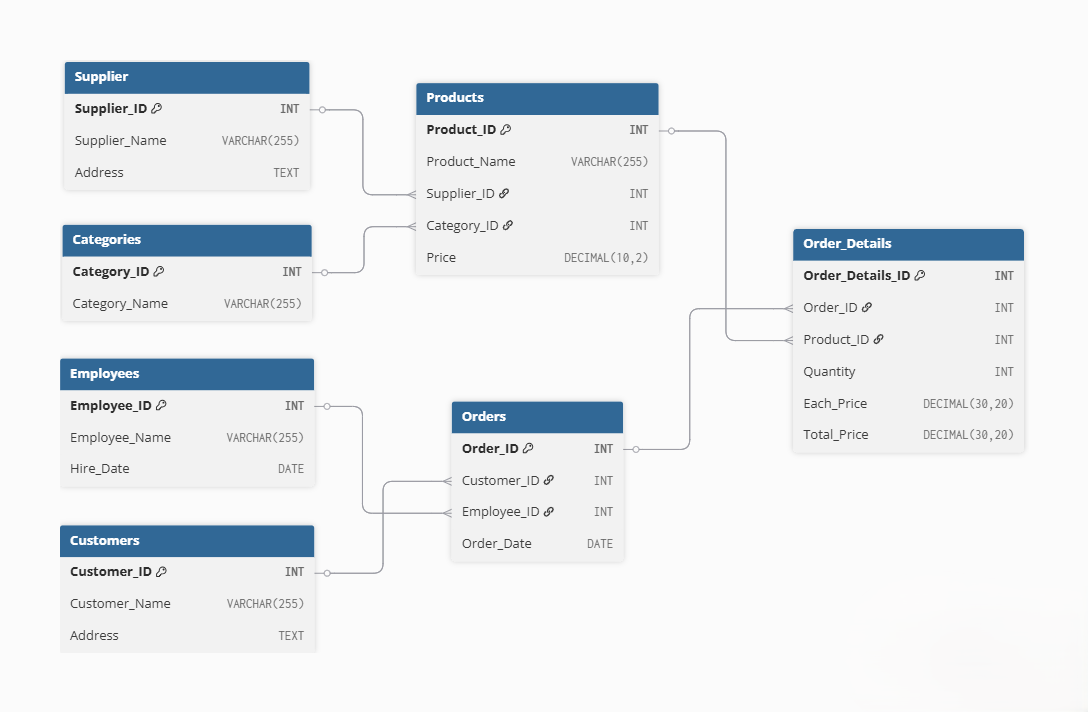 Supplier
Supplier_ID INT
Supplier_Name VARCHAR(255)
Address TEXT
Products
Product_ID INT
Product_Name VARCHAR(255)
Supplier_ID INT
Category_ID INT
Price DECIMAL(10,2)
Categories
Category_ID INT
Category_Name VARCHAR(255)
Order_Details
Order_Details_ID INT
Order_ID INT
Product_ID INT
Quantity INT
Each_Price DECIMAL(30,20)
Total_Price DECIMAL(30,20)
Employees
Employee_ID INT
Employee_Name VARCHAR(255)
Hire_Date DATE
Orders
Order_ID INT
Customer_ID INT
Employee_ID INT
Order_Date DATE
Customers
Customer_ID INT
Customer_Name VARCHAR(255)
Address TEXT